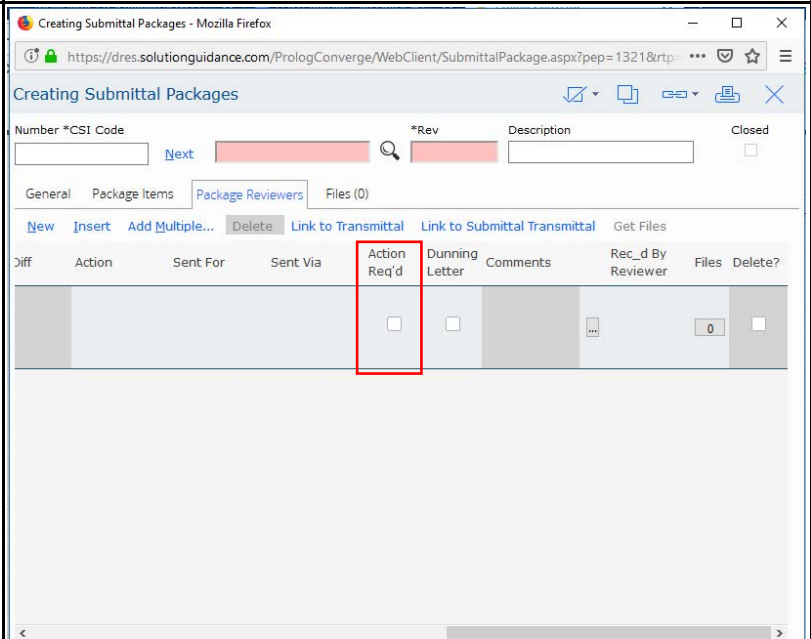 Creating Submittal Packages - Mozilla Firefox
https://dres.solutionguidance.com/PrologConverge/WebClient/SubmittalPackage.aspx?pep=1321&rtp=
Creating Submittal Packages
Number *CSI Code *Rev Description Closed
Next
General Package Items Package Reviewers Files (0)
New Insert Add Multiple... Delete Link to Transmittal Link to Submittal Transmittal Get Files
Diff Action Sent For Sent Via Action Req'd Dunning Letter Comments Rec_d By Reviewer Files Delete?
... 0